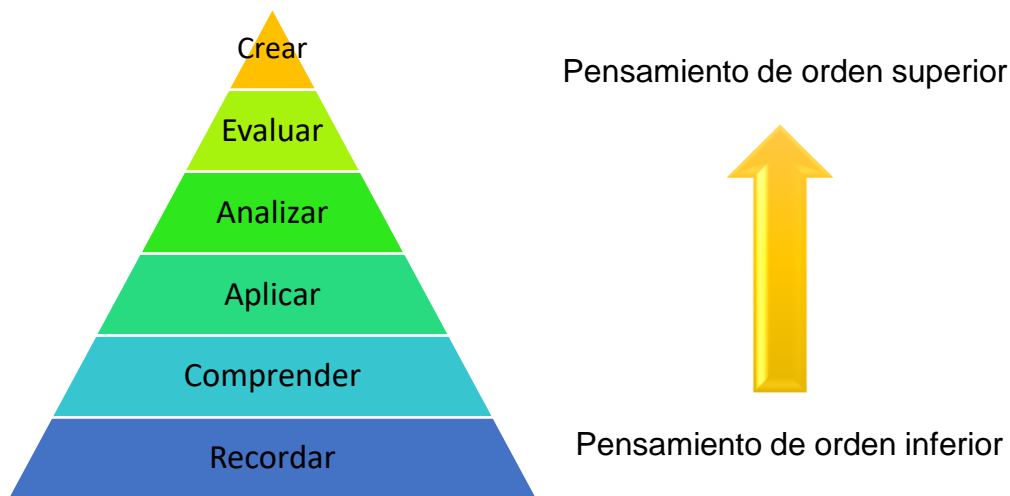 Crear
Pensamiento de orden superior
Evaluar
Analizar
Aplicar
Comprender
Pensamiento de orden inferior
Recordar